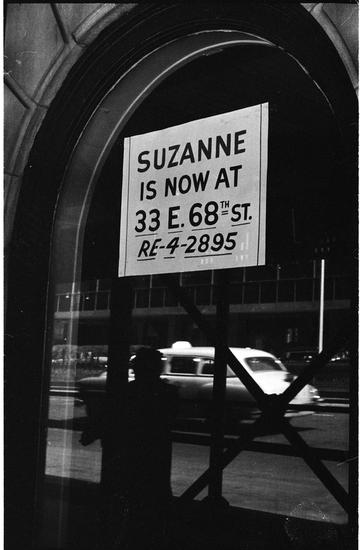 SUZANNE
IS NOW AT
33 E. 68TH ST.
RE-4-2895